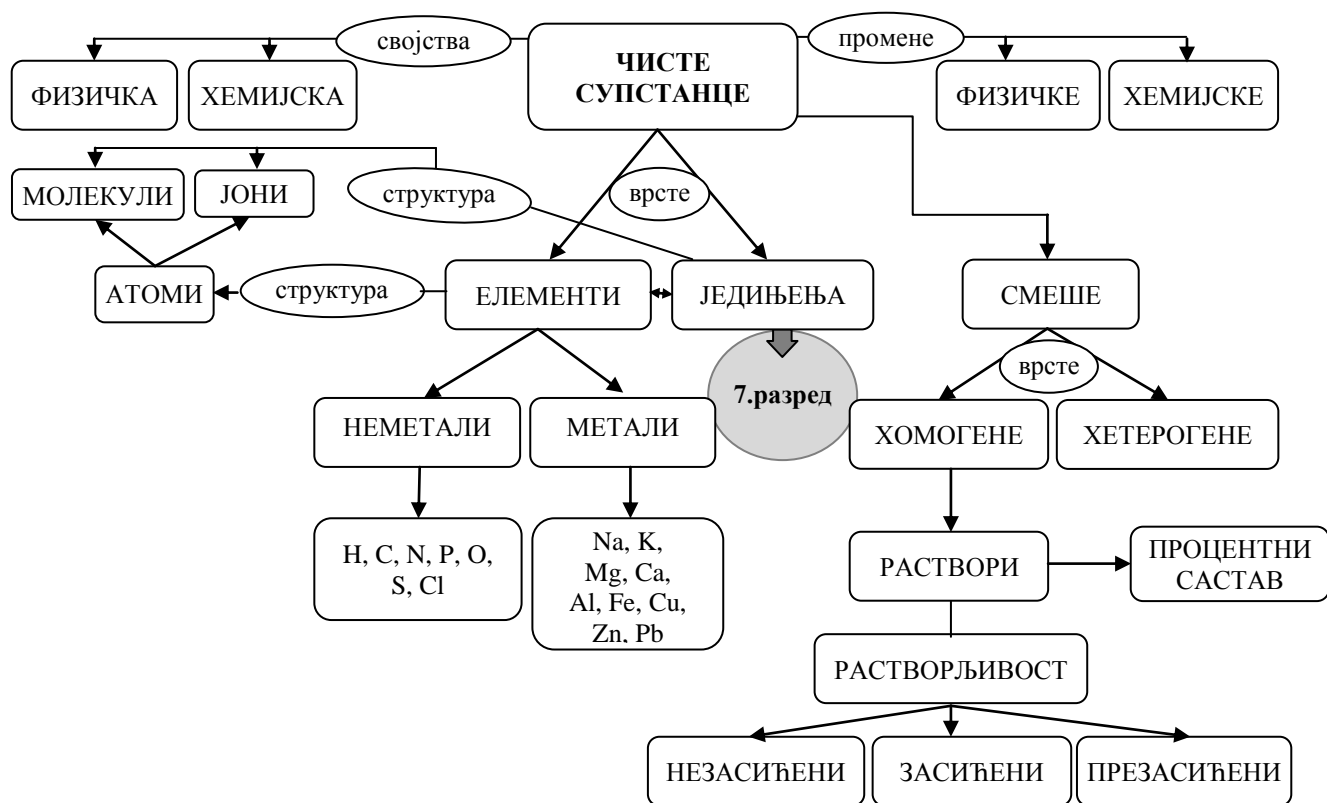 својства
ЧИСТЕ
СУПСТАНЦЕ
промене
ФИЗИЧКА
ХЕМИЈСКА
ФИЗИЧКЕ
ХЕМИЈСКЕ
МОЛЕКУЛИ
ЈОНИ
структура
врсте
АТОМИ
структура
ЕЛЕМЕНТИ
ЈЕДИЊЕЊА
СМЕШЕ
врсте
7.разред
НЕМЕТАЛИ
МЕТАЛИ
ХОМОГЕНЕ
ХЕТЕРОГЕНЕ
H, C, N, P, O,
S, Cl
Na, K,
Mg, Ca,
Al, Fe, Cu,
Zn, Pb
РАСТВОРИ
ПРОЦЕНТНИ
САСТАВ
РАСТВОРЉИВОСТ
НЕЗАСИЋЕНИ
ЗАСИЋЕНИ
ПРЕЗАСИЋЕНИ